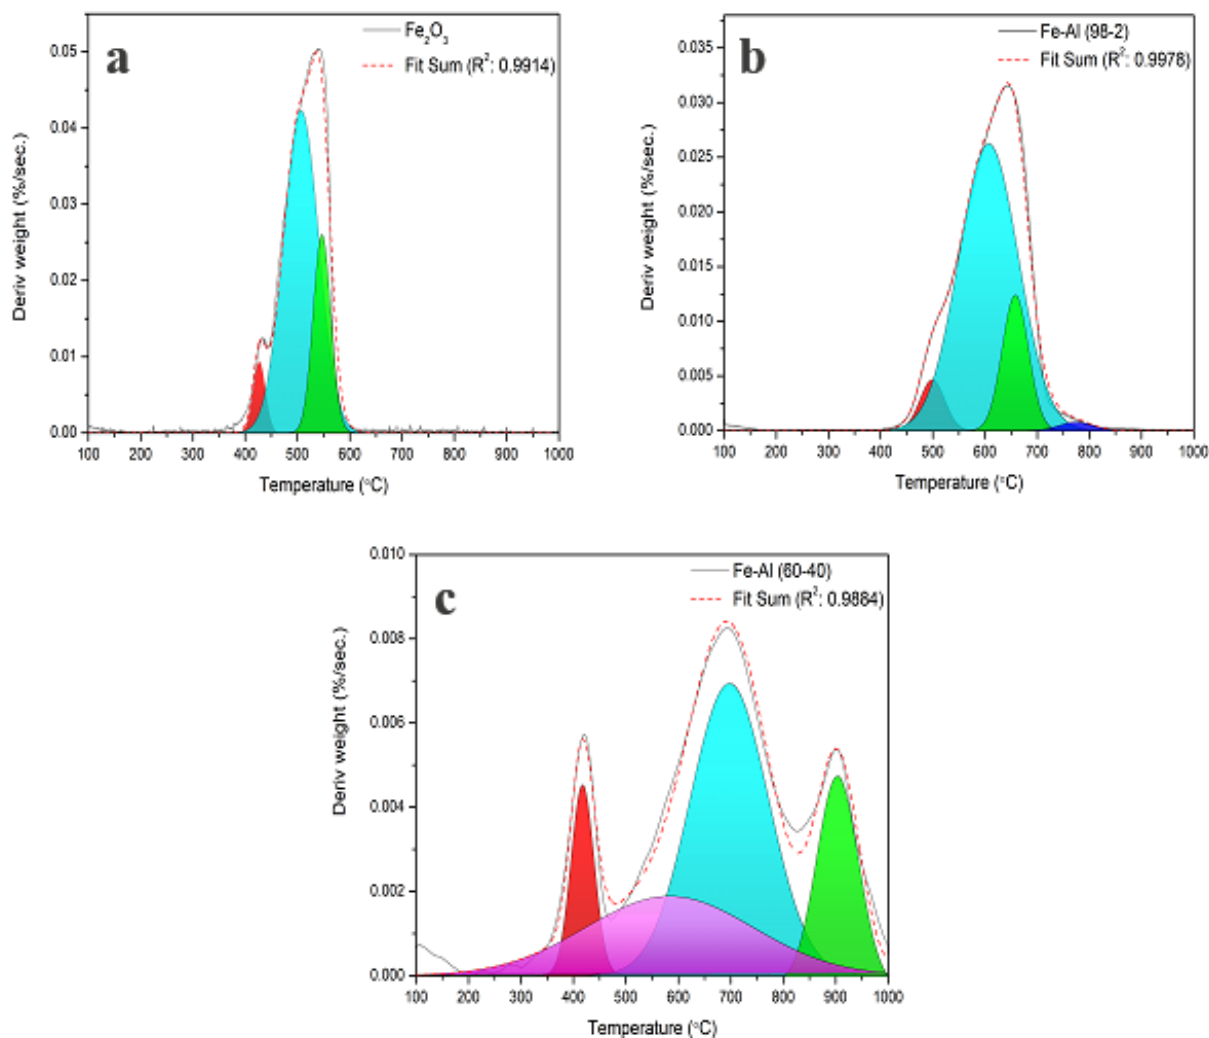 a
Fe₂O₃
Fit Sum (R²: 0.9914)
0.05
0.04
0.03
0.02
0.01
0.00
Deriv weight (%/sec.)
100 200 300 400 500 600 700 800 900 1000
Temperature (°C)
b
Fe-Al (98-2)
Fit Sum (R²: 0.9978)
0.035
0.030
0.025
0.020
0.015
0.010
0.005
0.000
Deriv weight (%/sec.)
100 200 300 400 500 600 700 800 900 1000
Temperature (°C)
c
Fe-Al (60-40)
Fit Sum (R²: 0.9884)
0.010
0.008
0.006
0.004
0.002
0.000
Deriv weight (%/sec.)
100 200 300 400 500 600 700 800 900 1000
Temperature (°C)